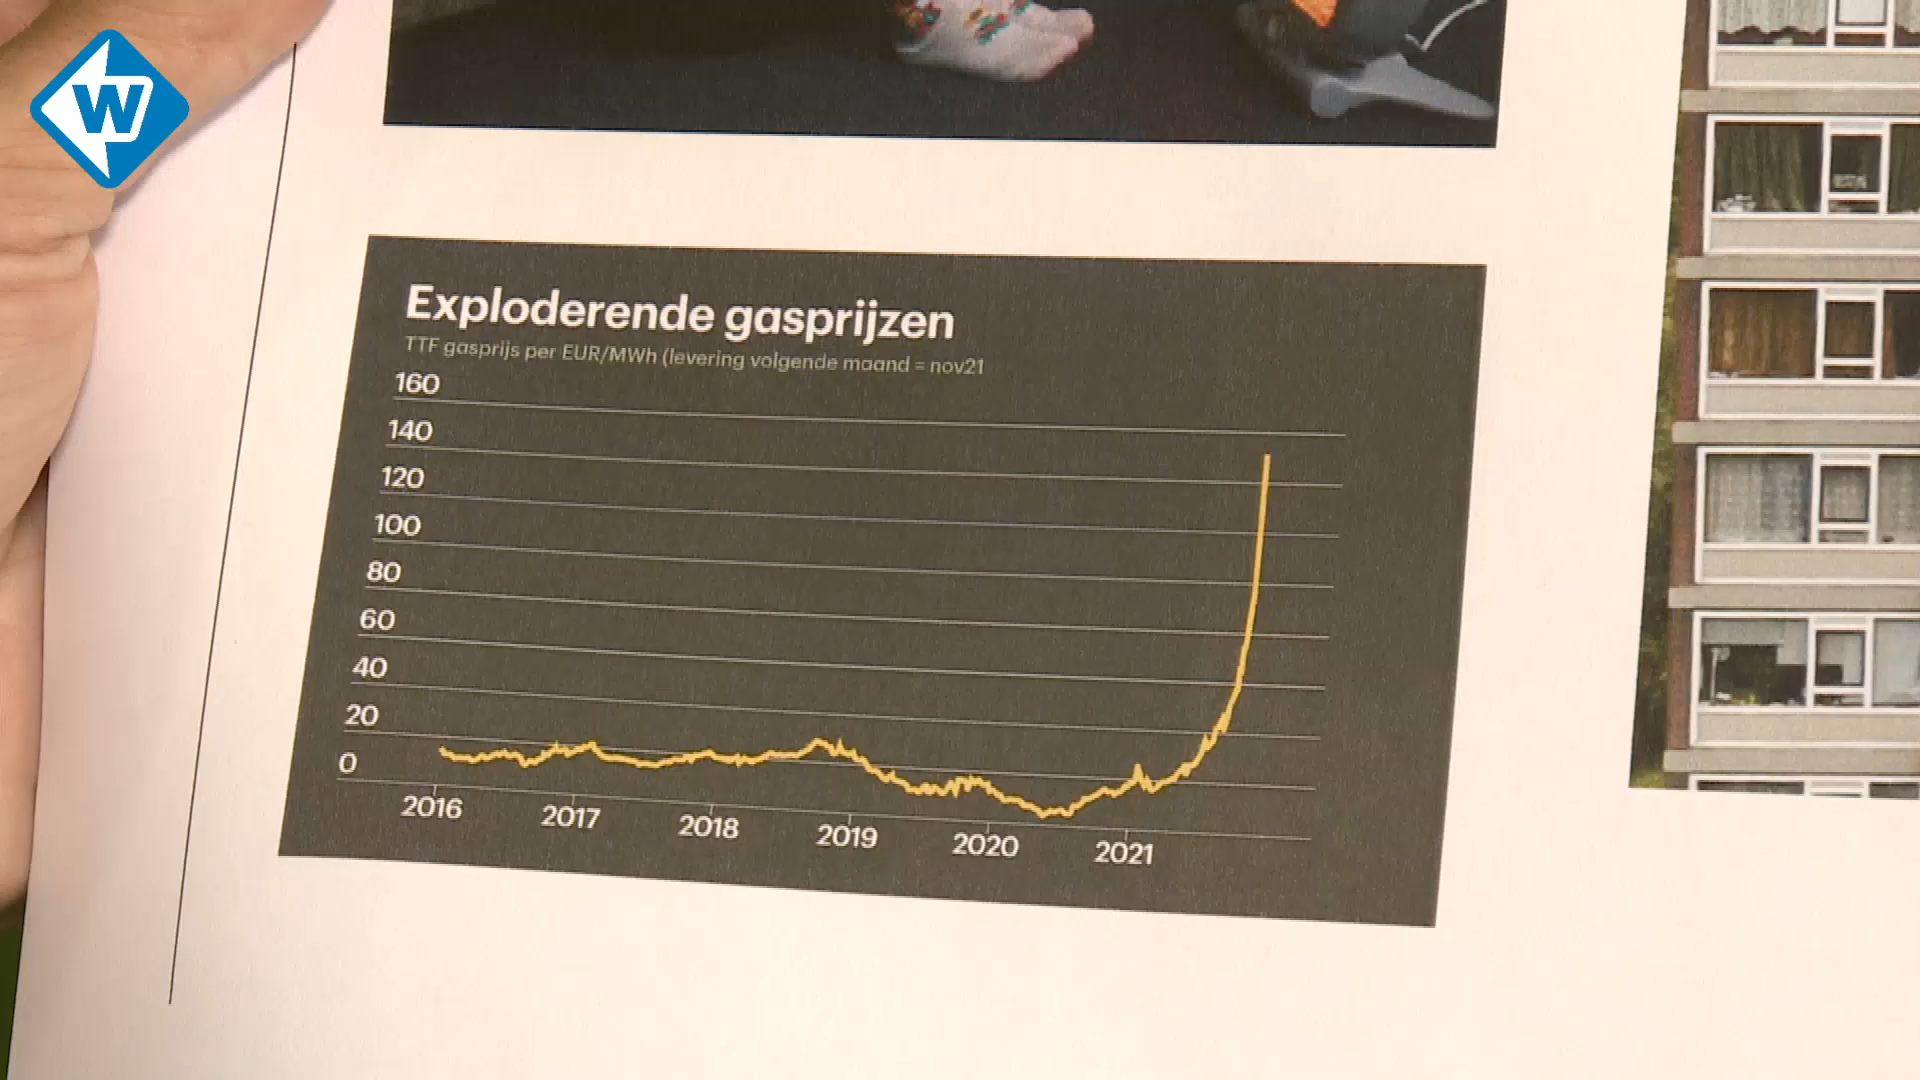 W
Exploderende gasprijzen
TTF gasprijs per EUR/MWh (levering volgende maand = nov21
160
140
120
100
80
60
40
20
0
2016 2017 2018 2019 2020 2021